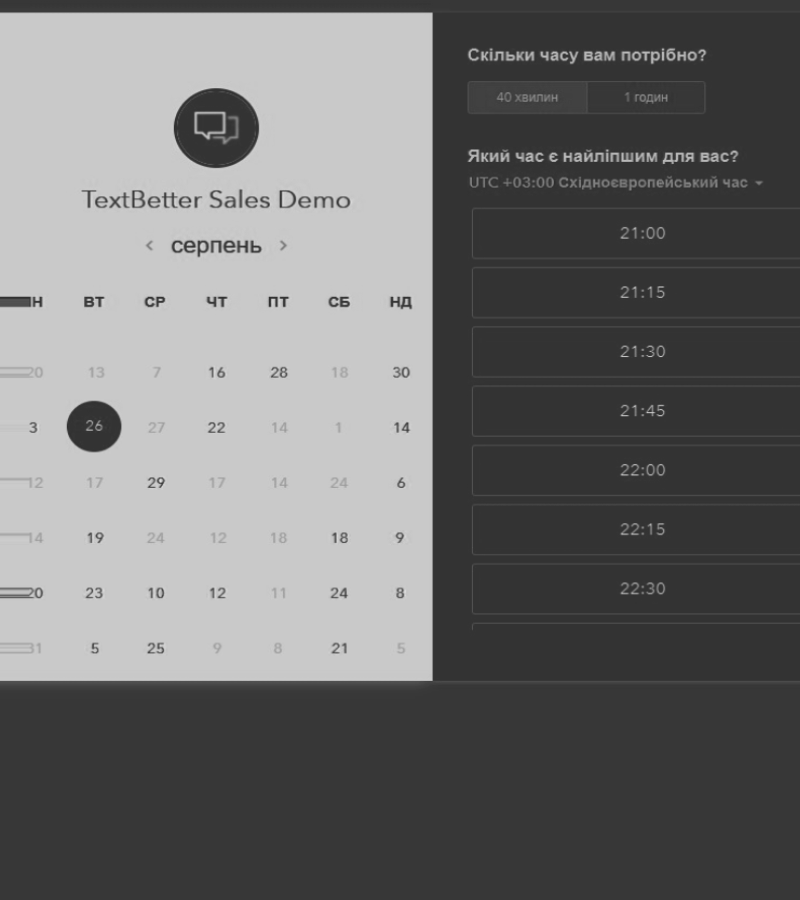 TextBetter Sales Demo
< серпень >
Н ВТ СР ЧТ ПТ СБ НД
20 13 7 16 28 18 30
3 26 27 22 14 1 14
12 17 29 17 14 24 6
14 19 24 12 18 18 9
20 23 10 12 11 24 8
31 5 25 9 8 21 5
Скільки часу вам потрібно?
40 хвилин 1 годин
Який час є найліпшим для вас?
UTC +03:00 Східноєвропейський час
21:00
21:15
21:30
21:45
22:00
22:15
22:30